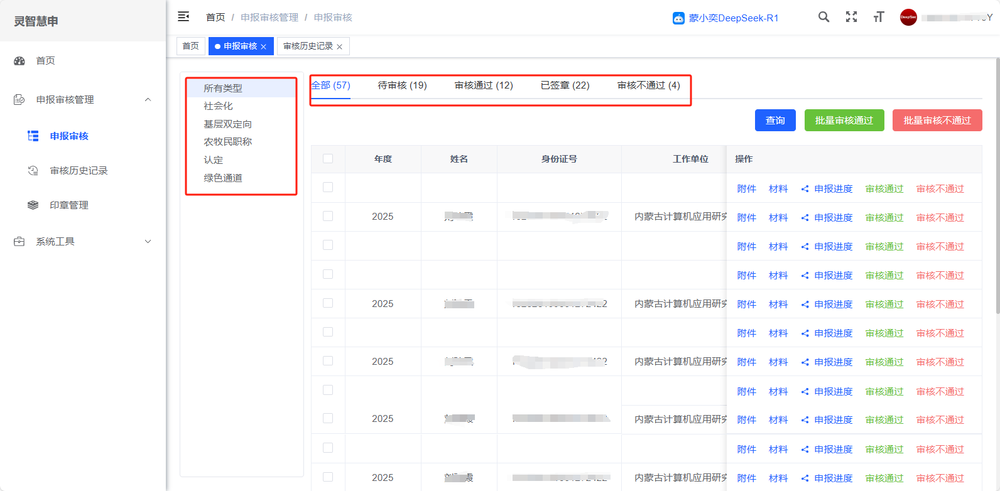 灵智慧申
首页
申报审核管理
申报审核
审核历史记录
印章管理
系统工具
首页 / 申报审核管理 / 申报审核
蒙小奕DeepSeek-R1
首页
申报审核 ×
审核历史记录 ×
所有类型
社会化
基层双定向
农牧民职称
认定
绿色通道
全部 (57) 待审核 (19) 审核通过 (12) 已签章 (22) 审核不通过 (4)
查询 批量审核通过 批量审核不通过
年度 姓名 身份证号 工作单位 操作
附件 材料 申报进度 审核通过 审核不通过
2025 内蒙古计算机应用研究 附件 材料 申报进度 审核通过 审核不通过
附件 材料 申报进度 审核通过 审核不通过
附件 材料 申报进度 审核通过 审核不通过
2025 内蒙古计算机应用研究 附件 材料 申报进度 审核通过 审核不通过
附件 材料 申报进度 审核通过 审核不通过
2025 内蒙古计算机应用研究 附件 材料 申报进度 审核通过 审核不通过
附件 材料 申报进度 审核通过 审核不通过
2025 内蒙古计算机应用研究 附件 材料 申报进度 审核通过 审核不通过
附件 材料 申报进度 审核通过 审核不通过
2025 内蒙古计算机应用研究 附件 材料 申报进度 审核通过 审核不通过